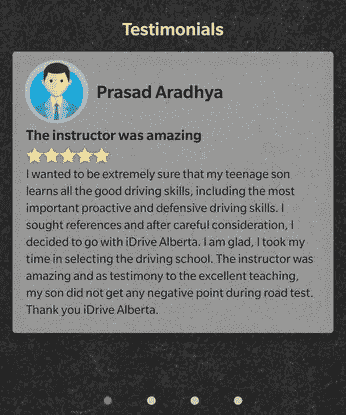 Testimonials
Prasad Aradhya
The instructor was amazing
I wanted to be extremely sure that my teenage son
learns all the good driving skills, including the most
important proactive and defensive driving skills. I
sought references and after careful consideration, I
decided to go with iDrive Alberta. I am glad, I took my
time in selecting the driving school. The instructor was
amazing and as testimony to the excellent teaching,
my son did not get any negative point during road test.
Thank you iDrive Alberta.